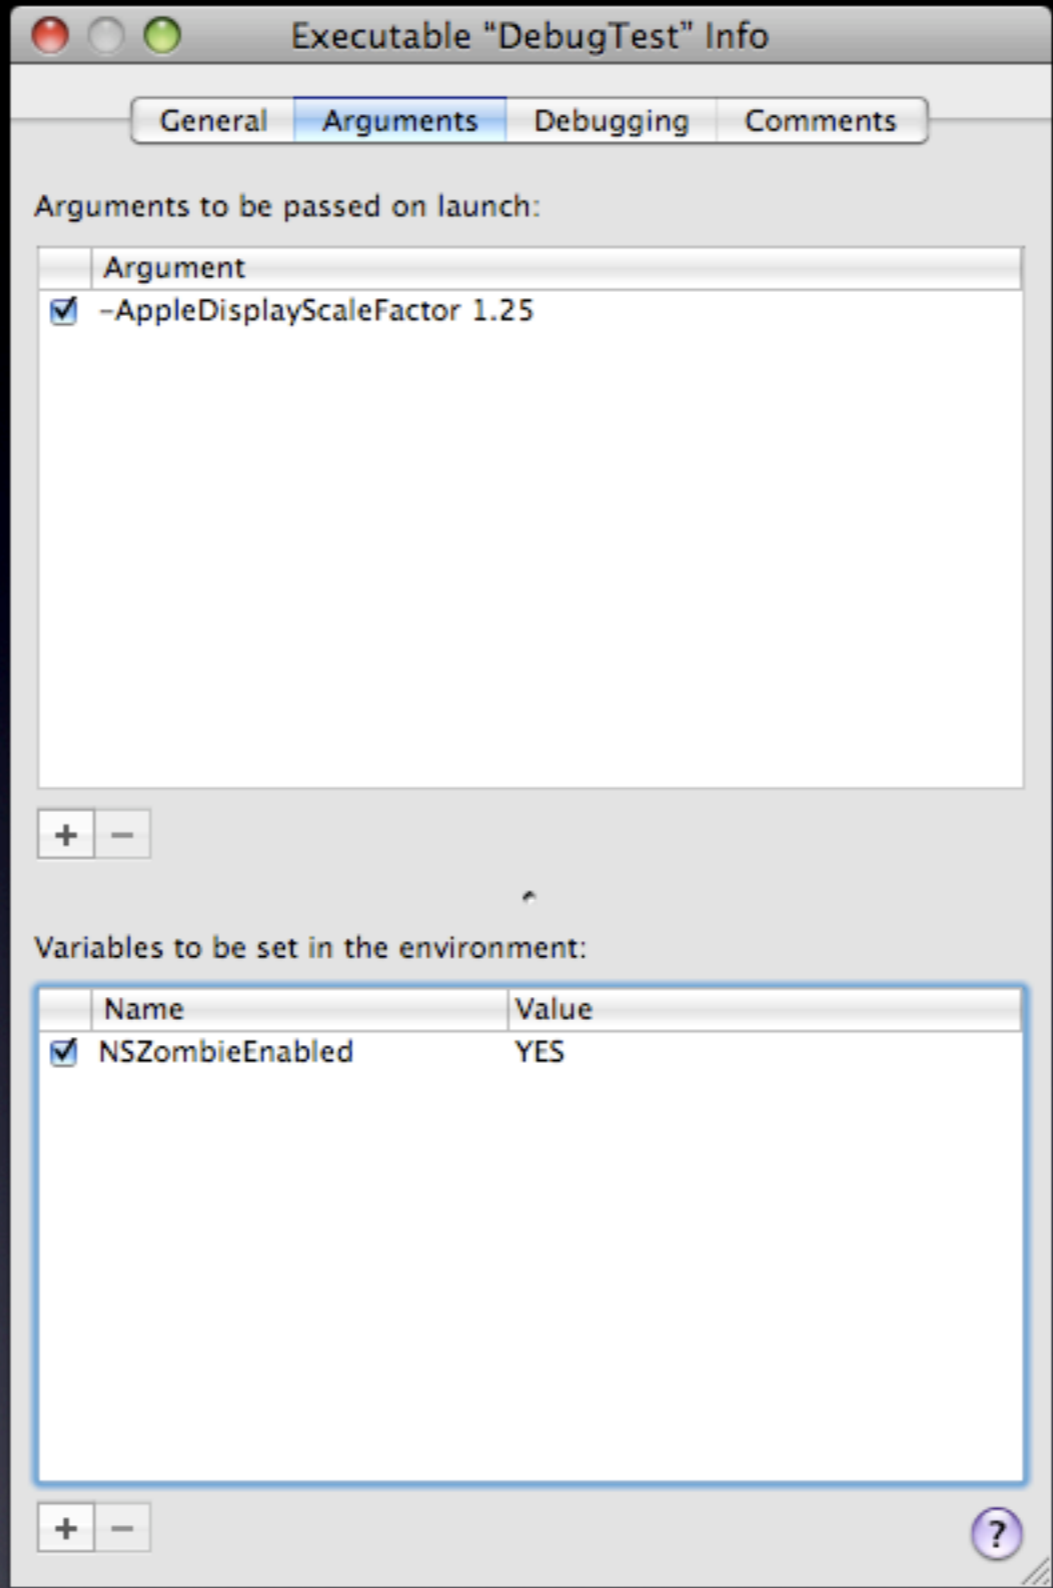 Executable “DebugTest” Info
General Arguments Debugging Comments
Arguments to be passed on launch:
Argument
-AppleDisplayScaleFactor 1.25
+ −
Variables to be set in the environment:
Name Value
NSZombieEnabled YES
+ −
?